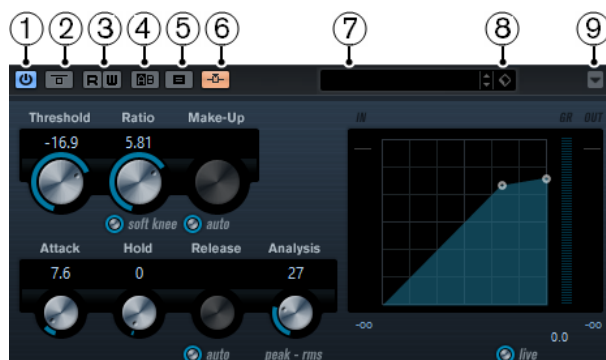 1 2 3 4 5 6 7 8 9
R W A B
Threshold Ratio Make-Up IN GR OUT
-16.9 5.81
soft knee auto
Attack Hold Release Analysis
7.6 0 27
-∞ -∞
0.0
auto peak - rms live